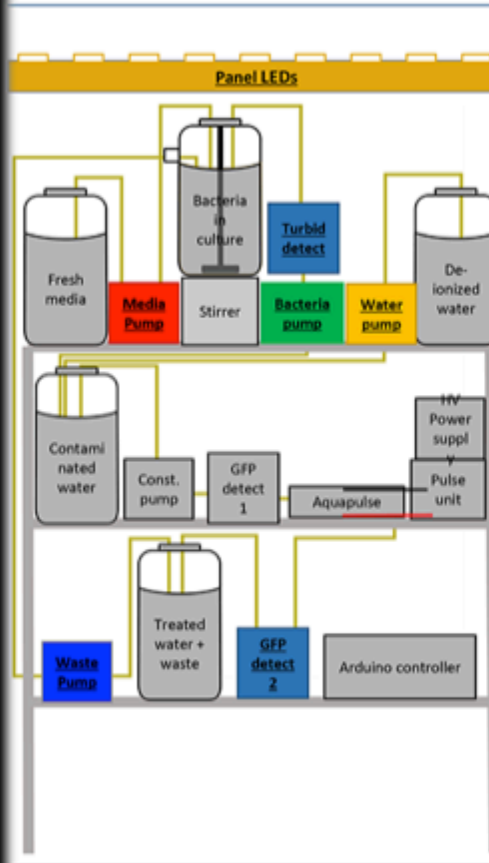 Panel LEDs
Bacteria
in
culture
Turbid
detect
Fresh
media
De-
ionized
water
Media
Pump
Stirrer
Bacteria
pump
Water
pump
HV
Power
suppl
y
Contami
nated
water
Const.
pump
GFP
detect
1
Aquapulse
Pulse
unit
Treated
water +
waste
Waste
Pump
GFP
detect
2
Arduino controller